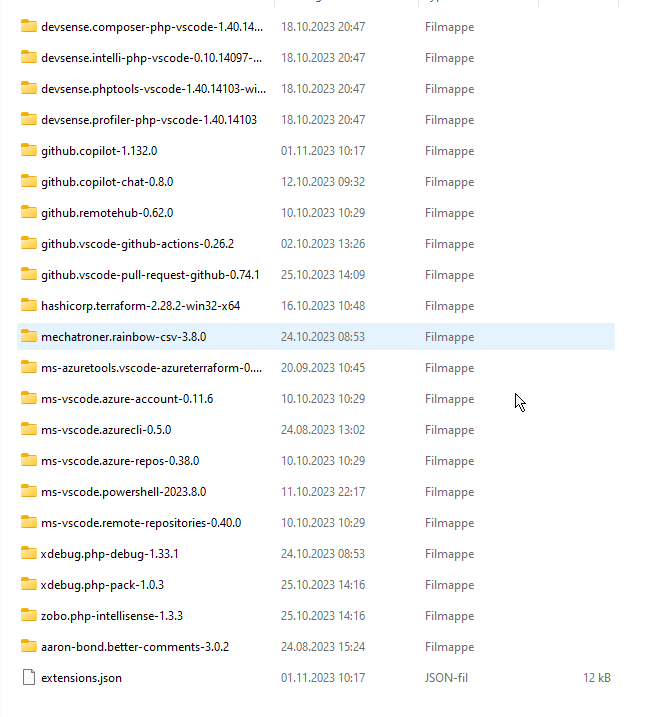 devsense.composer-php-vscode-1.40.14... 18.10.2023 20:47 Filmappe
devsense.intelli-php-vscode-0.10.14097-... 18.10.2023 20:47 Filmappe
devsense.phptools-vscode-1.40.14103-wi... 18.10.2023 20:47 Filmappe
devsense.profiler-php-vscode-1.40.14103 18.10.2023 20:47 Filmappe
github.copilot-1.132.0 01.11.2023 10:17 Filmappe
github.copilot-chat-0.8.0 12.10.2023 09:32 Filmappe
github.remotehub-0.62.0 10.10.2023 10:29 Filmappe
github.vscode-github-actions-0.26.2 02.10.2023 13:26 Filmappe
github.vscode-pull-request-github-0.74.1 25.10.2023 14:09 Filmappe
hashicorp.terraform-2.28.2-win32-x64 16.10.2023 10:48 Filmappe
mechatroner.rainbow-csv-3.8.0 24.10.2023 08:53 Filmappe
ms-azuretools.vscode-azureterraform-0.... 20.09.2023 10:45 Filmappe
ms-vscode.azure-account-0.11.6 10.10.2023 10:29 Filmappe
ms-vscode.azurecli-0.5.0 24.08.2023 13:02 Filmappe
ms-vscode.azure-repos-0.38.0 10.10.2023 10:29 Filmappe
ms-vscode.powershell-2023.8.0 11.10.2023 22:17 Filmappe
ms-vscode.remote-repositories-0.40.0 10.10.2023 10:29 Filmappe
xdebug.php-debug-1.33.1 24.10.2023 08:53 Filmappe
xdebug.php-pack-1.0.3 25.10.2023 14:16 Filmappe
zobo.php-intellisense-1.3.3 25.10.2023 14:16 Filmappe
aaron-bond.better-comments-3.0.2 24.08.2023 15:24 Filmappe
extensions.json 01.11.2023 10:17 JSON-fil 12 kB